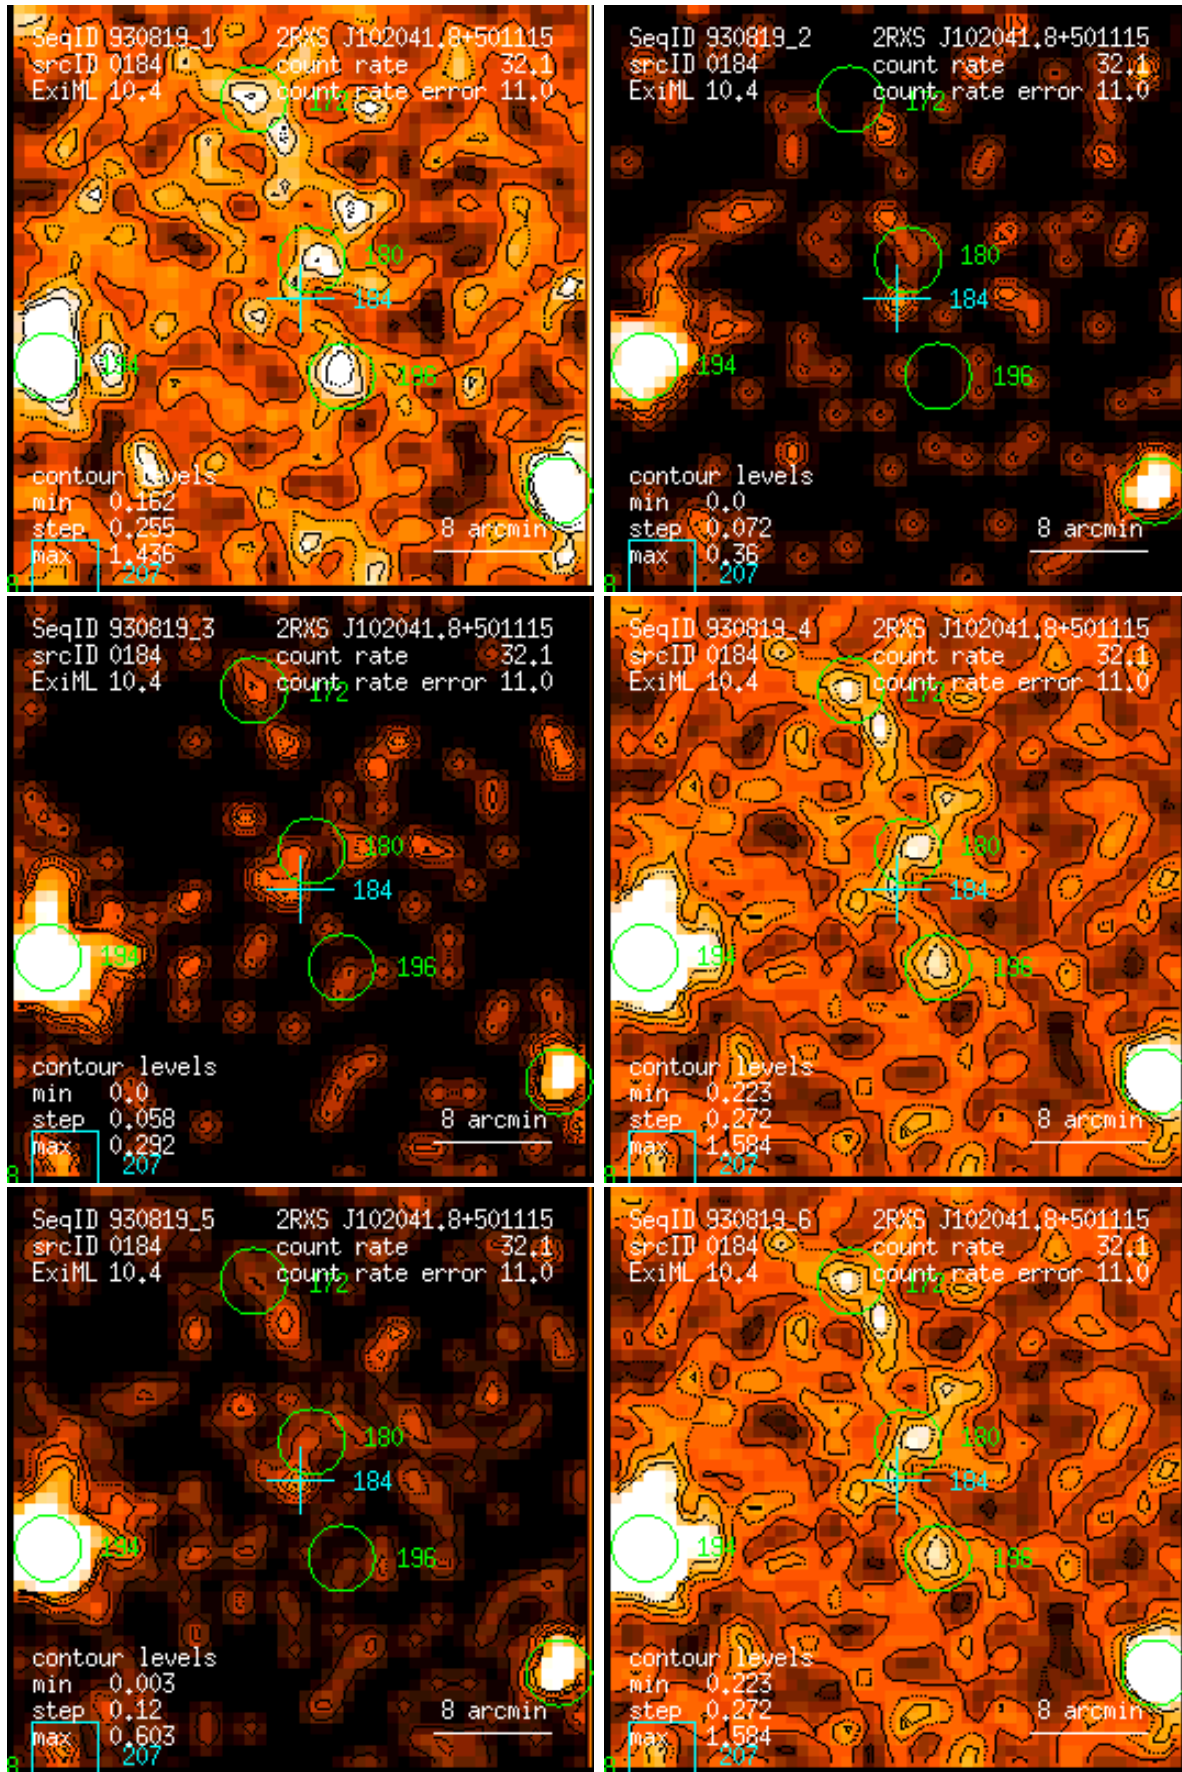 SeqID 930819_1 2RXS J102041.8+501115
srcID 0184 count rate 32.1
ExiML 10.4 count rate error 11.0
172
180
184
194
196
contour levels
min 0.162
step 0.255
max 1.436
8 arcmin
207
8
SeqID 930819_2 2RXS J102041.8+501115
srcID 0184 count rate 32.1
ExiML 10.4 count rate error 11.0
172
180
184
194
196
contour levels
min 0.0
step 0.072
max 0.36
8 arcmin
207
8
SeqID 930819_3 2RXS J102041.8+501115
srcID 0184 count rate 32.1
ExiML 10.4 count rate error 11.0
172
180
184
194
196
contour levels
min 0.0
step 0.058
max 0.292
8 arcmin
207
8
SeqID 930819_4 2RXS J102041.8+501115
srcID 0184 count rate 32.1
ExiML 10.4 count rate error 11.0
172
180
184
194
196
contour levels
min 0.223
step 0.272
max 1.584
8 arcmin
207
8
SeqID 930819_5 2RXS J102041.8+501115
srcID 0184 count rate 32.1
ExiML 10.4 count rate error 11.0
172
180
184
194
196
contour levels
min 0.003
step 0.12
max 0.603
8 arcmin
207
8
SeqID 930819_6 2RXS J102041.8+501115
srcID 0184 count rate 32.1
ExiML 10.4 count rate error 11.0
172
180
184
194
196
contour levels
min 0.223
step 0.272
max 1.584
8 arcmin
207
8